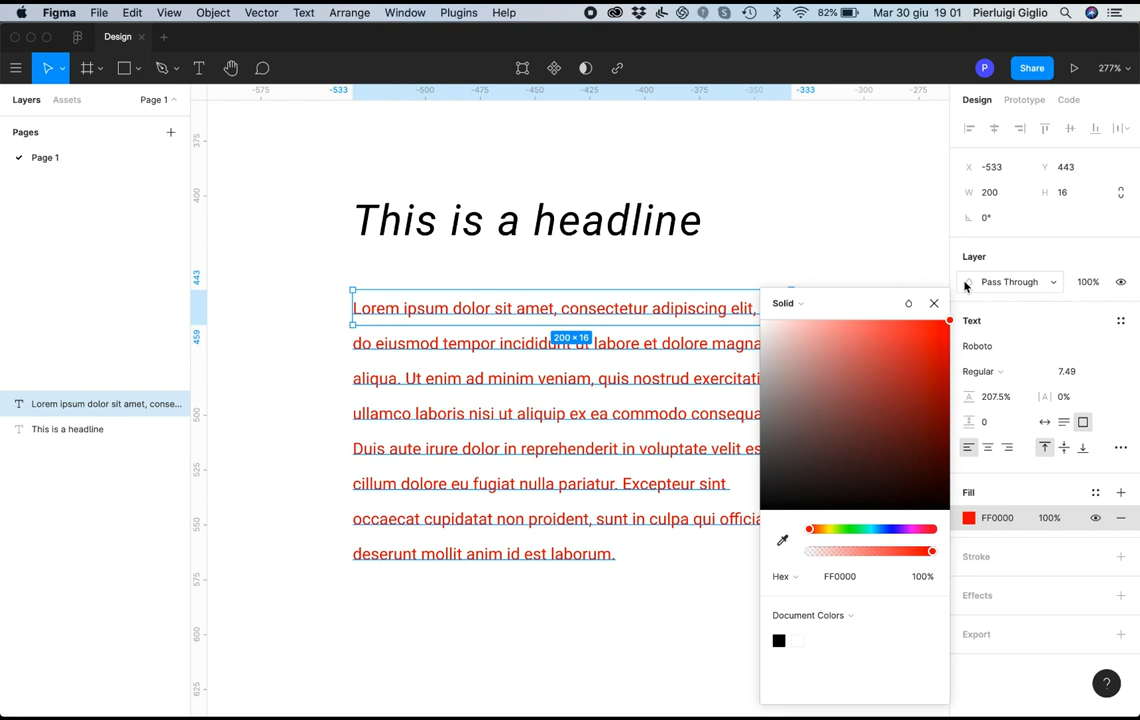 Figma File Edit View Object Vector Text Arrange Window Plugins Help 82% Mar 30 giu 19 01 Pierluigi Giglio
Design
P Share 277%
Layers Assets Page 1
-575 -533 -500 -475 -450 -425 -400 -375 -350 -333 -300 -275
Design Prototype Code
Pages
Page 1
375
400
443
459
500
525
550
575
600
625
Lorem ipsum dolor sit amet, conse...
This is a headline
This is a headline
Lorem ipsum dolor sit amet, consectetur adipiscing elit,
200 × 16
do eiusmod tempor incididunt ut labore et dolore magna
aliqua. Ut enim ad minim veniam, quis nostrud exercitati
ullamco laboris nisi ut aliquip ex ea commodo consequa
Duis aute irure dolor in reprehenderit in voluptate velit es
cillum dolore eu fugiat nulla pariatur. Excepteur sint
occaecat cupidatat non proident, sunt in culpa qui officia
deserunt mollit anim id est laborum.
Solid
Hex FF0000 100%
Document Colors
X -533 Y 443
W 200 H 16
0°
Layer
Pass Through 100%
Text
Roboto
Regular 7.49
A 207.5% |A| 0%
0
Fill
FF0000 100%
Stroke
Effects
Export
?